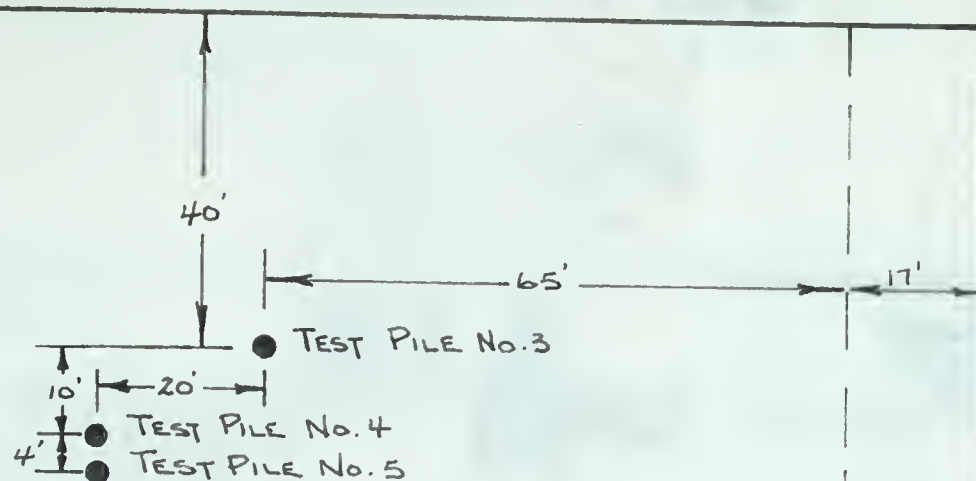 40'
65'
17'
TEST PILE No.3
10'
20'
TEST PILE No. 4
4'
TEST PILE No. 5